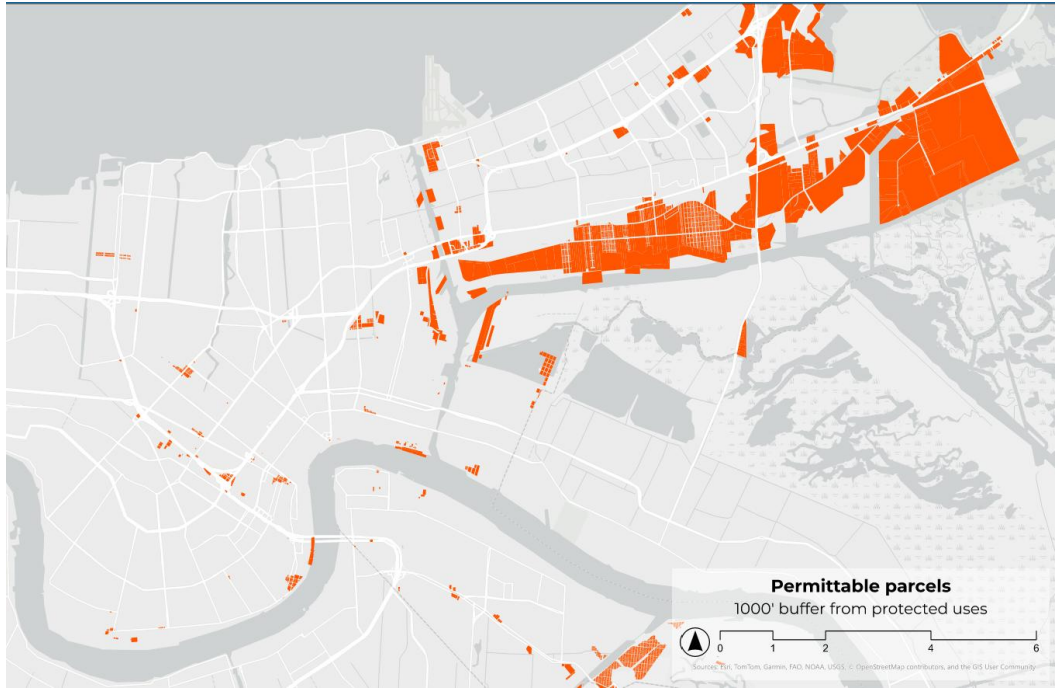 Permittable parcels
1000' buffer from protected uses
0 1 2 4 6
Sources: Esri, TomTom, Garmin, FAO, NOAA, USGS, © OpenStreetMap contributors, and the GIS User Community